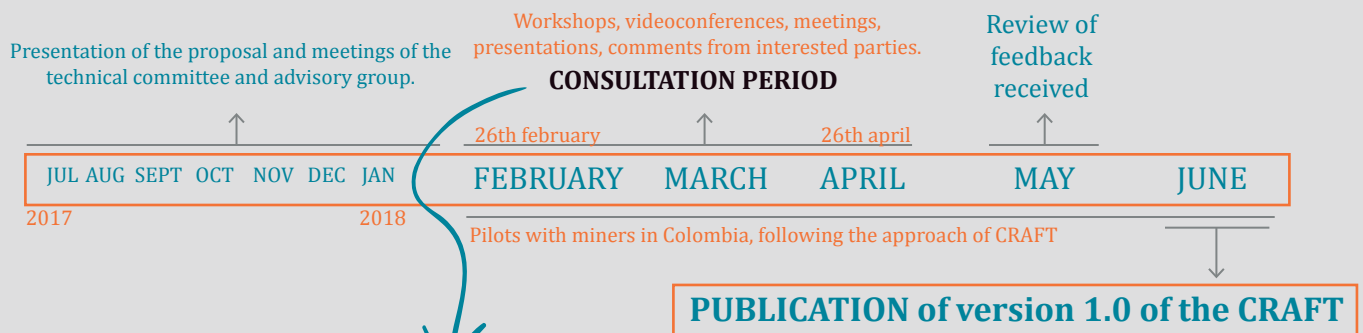 Presentation of the proposal and meetings of the
technical committee and advisory group.
Workshops, videoconferences, meetings,
presentations, comments from interested parties.
CONSULTATION PERIOD
Review of
feedback
received
26th february
26th april
JUL AUG SEPT OCT NOV DEC JAN FEBRUARY MARCH APRIL MAY JUNE
2017
2018
Pilots with miners in Colombia, following the approach of CRAFT
PUBLICATION of version 1.0 of the CRAFT